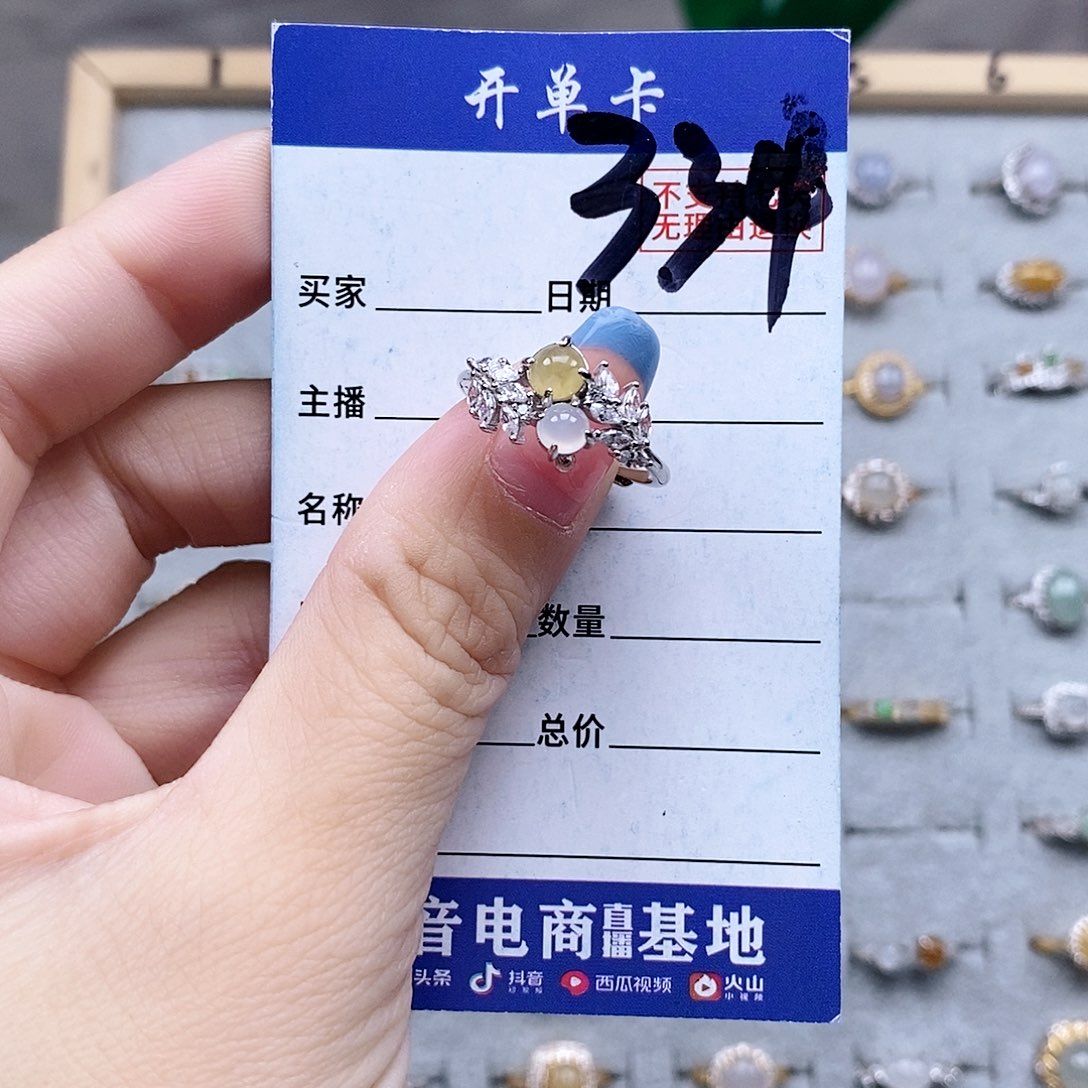 开单卡
334
买家 日期
主播
名称
数量
总价
音电商直播基地
头条 抖音 西瓜视频 火山